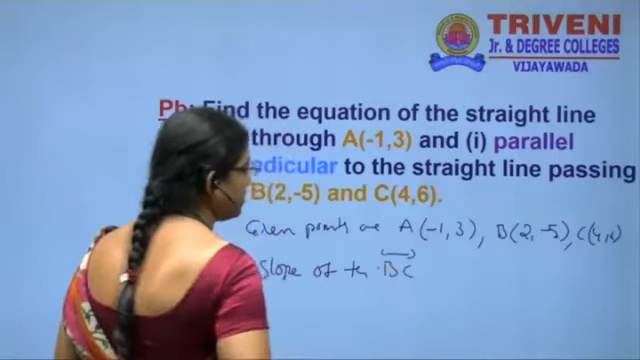 TRIVENI
Jr. & DEGREE COLLEGES
VIJAYAWADA
Pb: Find the equation of the straight line
through A(-1,3) and (i) parallel
dicular to the straight line passing
B(2,-5) and C(4,6).
Given points are A(-1,3), B(2,-5), C(4,6)
Slope of the BC